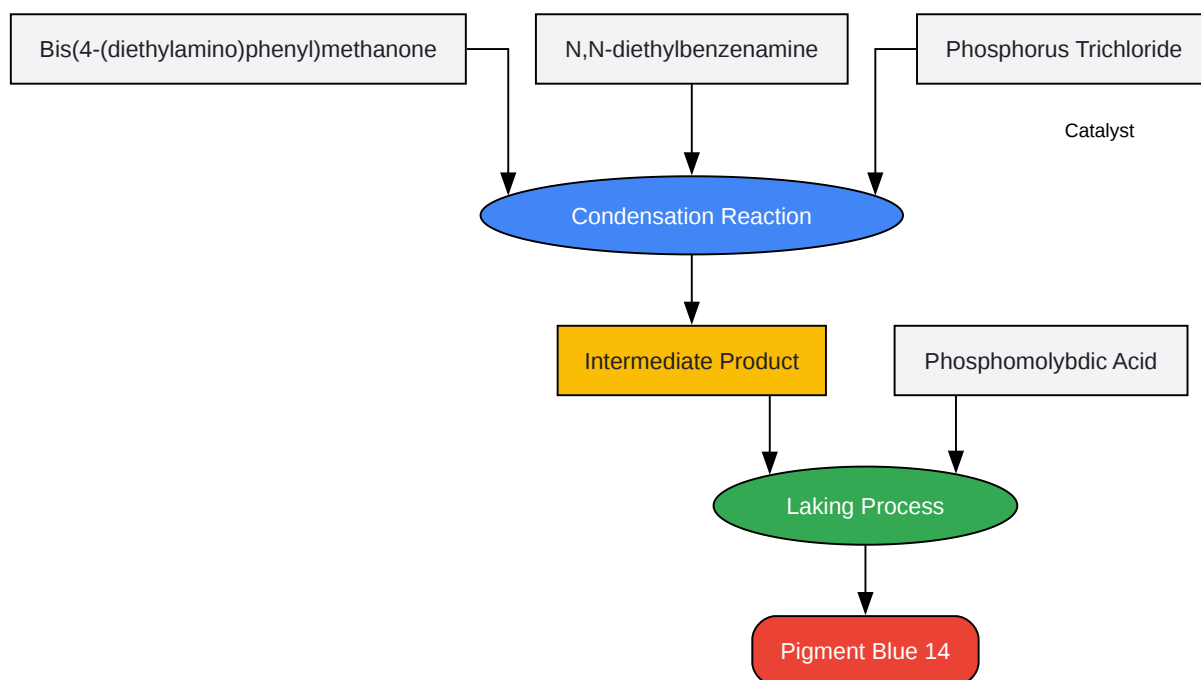 Bis(4-(diethylamino)phenyl)methanone
N,N-diethylbenzenamine
Phosphorus Trichloride
Catalyst
Condensation Reaction
Intermediate Product
Phosphomolybdic Acid
Laking Process
Pigment Blue 14